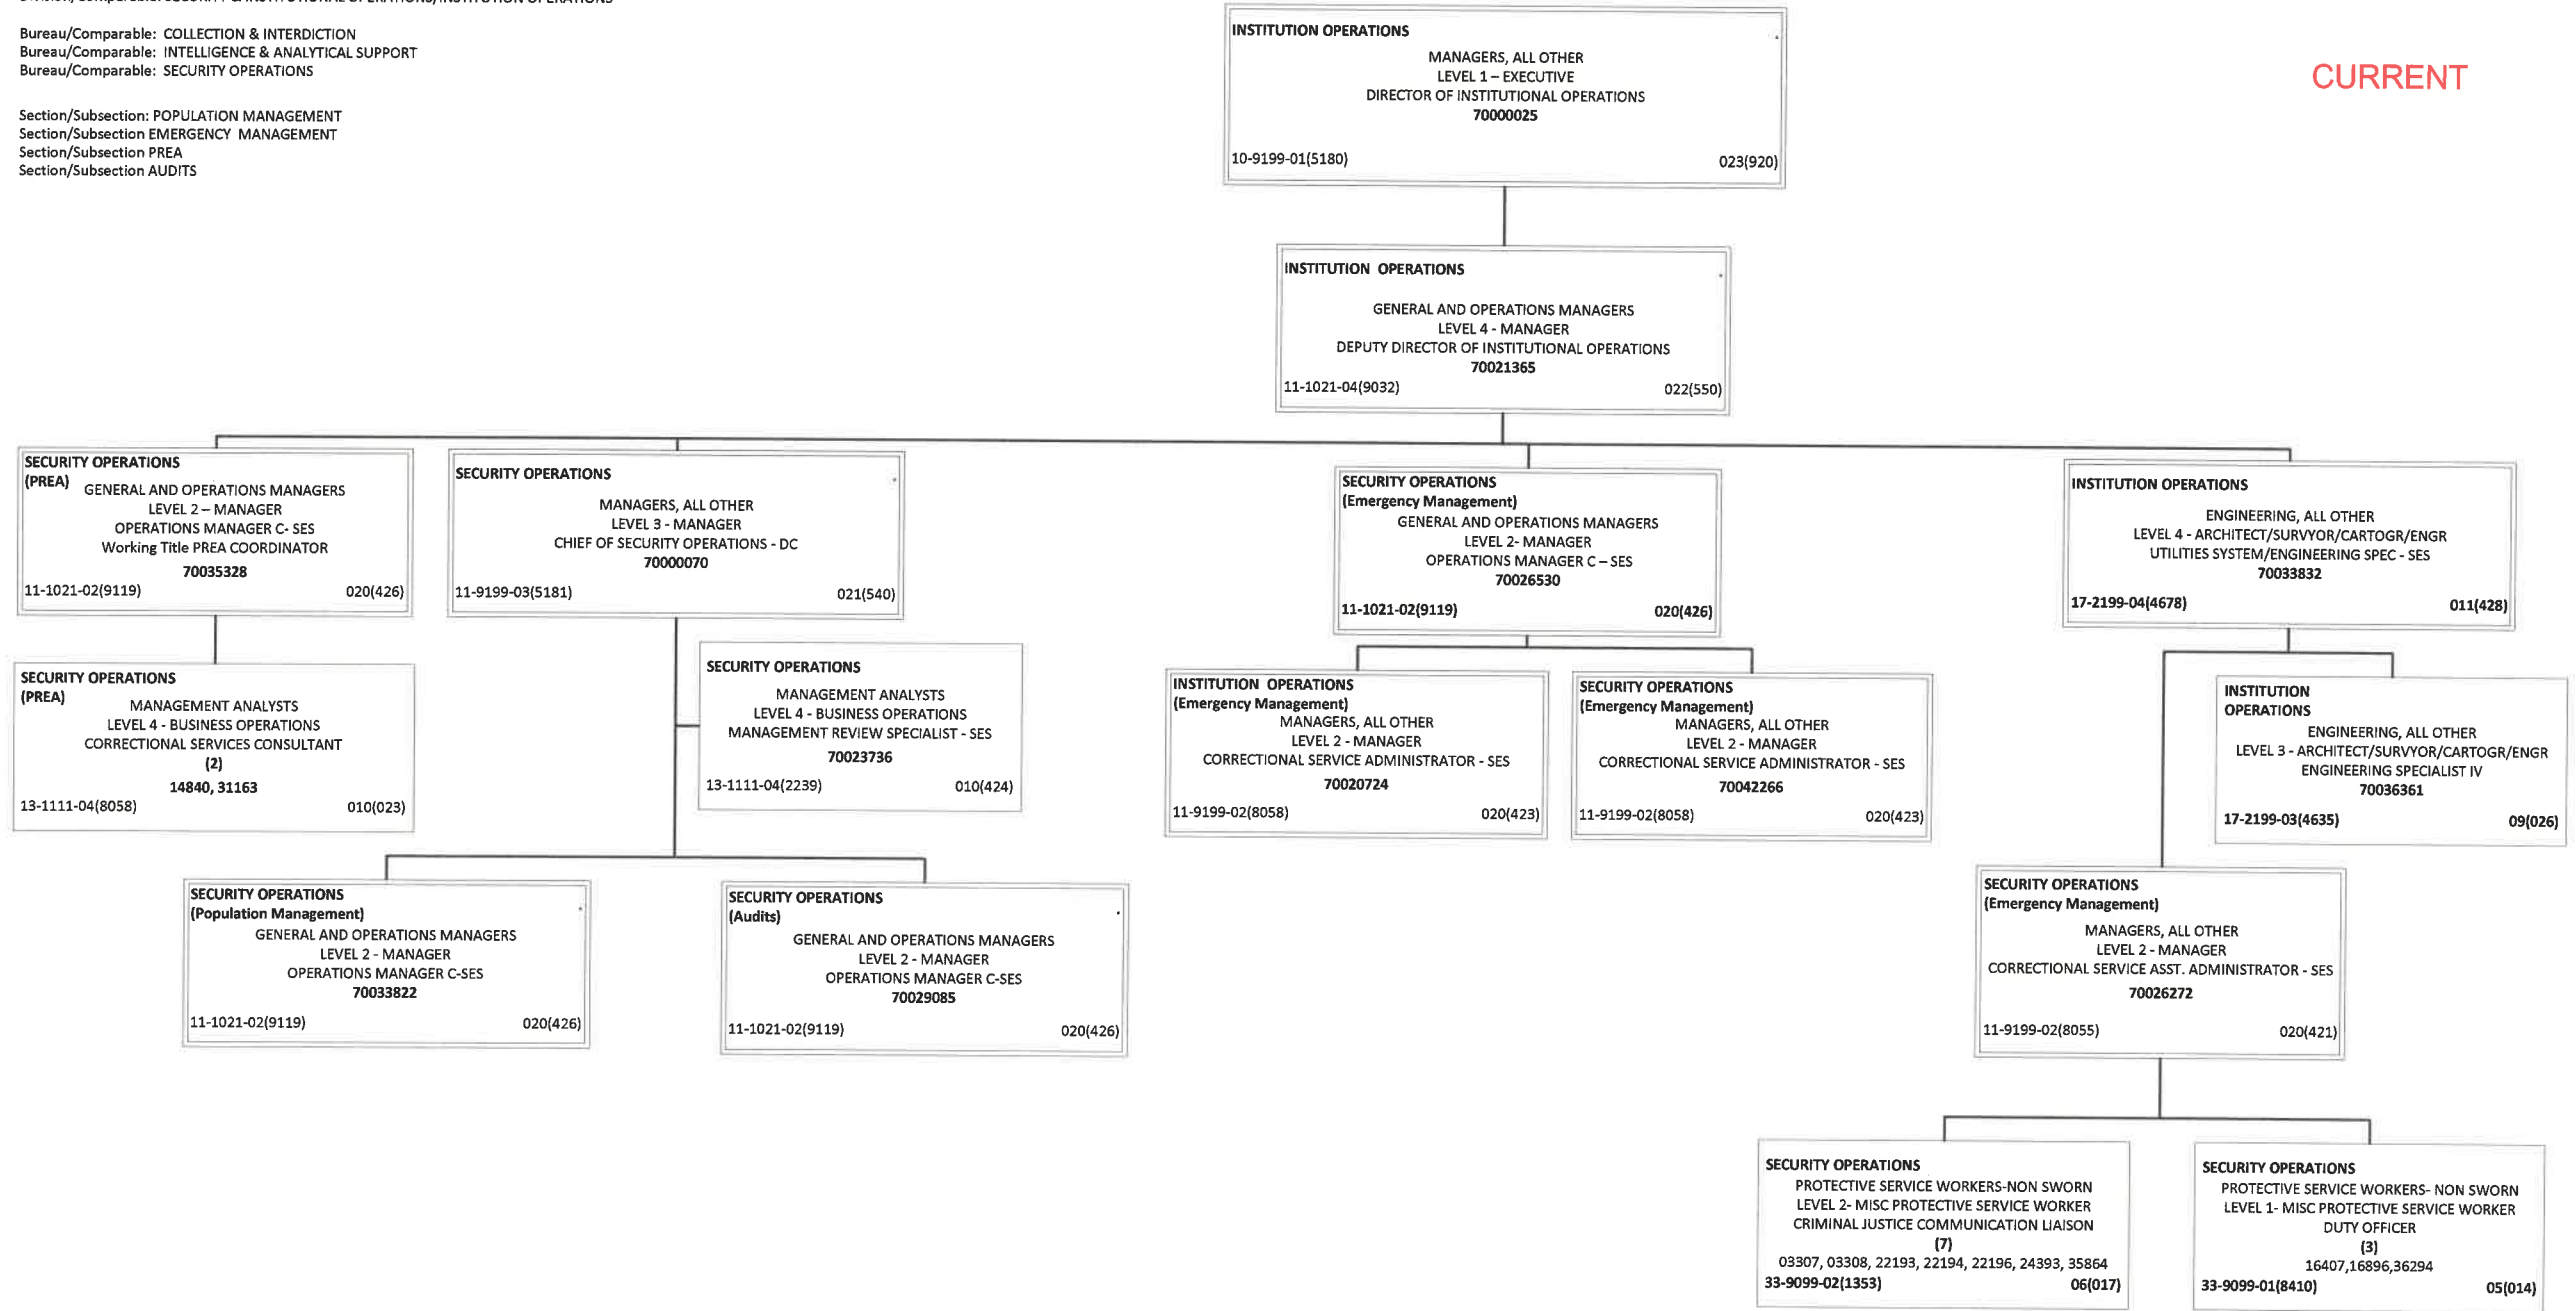 Division/Comparable: SECURITY & INSTITUTIONAL OPERATIONS/INSTITUTION OPERATIONS
Bureau/Comparable: COLLECTION & INTERDICTION
Bureau/Comparable: INTELLIGENCE & ANALYTICAL SUPPORT
Bureau/Comparable: SECURITY OPERATIONS
Section/Subsection: POPULATION MANAGEMENT
Section/Subsection EMERGENCY MANAGEMENT
Section/Subsection PREA
Section/Subsection AUDITS
CURRENT
INSTITUTION OPERATIONS
MANAGERS, ALL OTHER
LEVEL 1 – EXECUTIVE
DIRECTOR OF INSTITUTIONAL OPERATIONS
70000025
10-9199-01(5180) 023(920)
INSTITUTION OPERATIONS
GENERAL AND OPERATIONS MANAGERS
LEVEL 4 - MANAGER
DEPUTY DIRECTOR OF INSTITUTIONAL OPERATIONS
70021365
11-1021-04(9032) 022(550)
SECURITY OPERATIONS
(PREA)
GENERAL AND OPERATIONS MANAGERS
LEVEL 2 – MANAGER
OPERATIONS MANAGER C- SES
Working Title PREA COORDINATOR
70035328
11-1021-02(9119) 020(426)
SECURITY OPERATIONS
MANAGERS, ALL OTHER
LEVEL 3 - MANAGER
CHIEF OF SECURITY OPERATIONS - DC
70000070
11-9199-03(5181) 021(540)
SECURITY OPERATIONS
(Emergency Management)
GENERAL AND OPERATIONS MANAGERS
LEVEL 2- MANAGER
OPERATIONS MANAGER C – SES
70026530
11-1021-02(9119) 020(426)
INSTITUTION OPERATIONS
ENGINEERING, ALL OTHER
LEVEL 4 - ARCHITECT/SURVYOR/CARTOGR/ENGR
UTILITIES SYSTEM/ENGINEERING SPEC - SES
70033832
17-2199-04(4678) 011(428)
SECURITY OPERATIONS
(PREA)
MANAGEMENT ANALYSTS
LEVEL 4 - BUSINESS OPERATIONS
CORRECTIONAL SERVICES CONSULTANT
(2)
14840, 31163
13-1111-04(8058) 010(023)
SECURITY OPERATIONS
MANAGEMENT ANALYSTS
LEVEL 4 - BUSINESS OPERATIONS
MANAGEMENT REVIEW SPECIALIST - SES
70023736
13-1111-04(2239) 010(424)
INSTITUTION OPERATIONS
(Emergency Management)
MANAGERS, ALL OTHER
LEVEL 2 - MANAGER
CORRECTIONAL SERVICE ADMINISTRATOR - SES
70020724
11-9199-02(8058) 020(423)
SECURITY OPERATIONS
(Emergency Management)
MANAGERS, ALL OTHER
LEVEL 2 - MANAGER
CORRECTIONAL SERVICE ADMINISTRATOR - SES
70042266
11-9199-02(8058) 020(423)
INSTITUTION
OPERATIONS
ENGINEERING, ALL OTHER
LEVEL 3 - ARCHITECT/SURVYOR/CARTOGR/ENGR
ENGINEERING SPECIALIST IV
70036361
17-2199-03(4635) 09(026)
SECURITY OPERATIONS
(Population Management)
GENERAL AND OPERATIONS MANAGERS
LEVEL 2 - MANAGER
OPERATIONS MANAGER C-SES
70033822
11-1021-02(9119) 020(426)
SECURITY OPERATIONS
(Audits)
GENERAL AND OPERATIONS MANAGERS
LEVEL 2 - MANAGER
OPERATIONS MANAGER C-SES
70029085
11-1021-02(9119) 020(426)
SECURITY OPERATIONS
(Emergency Management)
MANAGERS, ALL OTHER
LEVEL 2 - MANAGER
CORRECTIONAL SERVICE ASST. ADMINISTRATOR - SES
70026272
11-9199-02(8055) 020(421)
SECURITY OPERATIONS
PROTECTIVE SERVICE WORKERS-NON SWORN
LEVEL 2- MISC PROTECTIVE SERVICE WORKER
CRIMINAL JUSTICE COMMUNICATION LIAISON
(7)
03307, 03308, 22193, 22194, 22196, 24393, 35864
33-9099-02(1353) 06(017)
SECURITY OPERATIONS
PROTECTIVE SERVICE WORKERS- NON SWORN
LEVEL 1- MISC PROTECTIVE SERVICE WORKER
DUTY OFFICER
(3)
16407,16896,36294
33-9099-01(8410) 05(014)